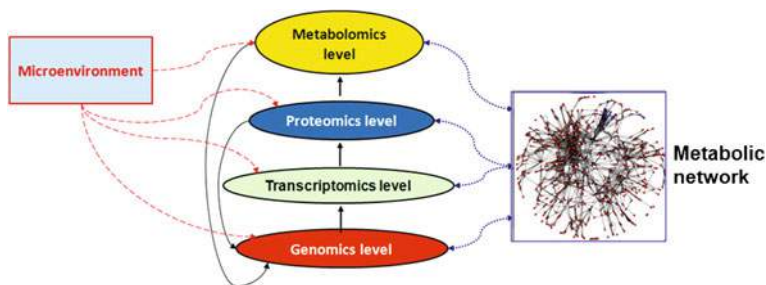 Metabolomics
level
Microenvironment
Proteomics level
Transcriptomics level
Genomics level
Metabolic
network